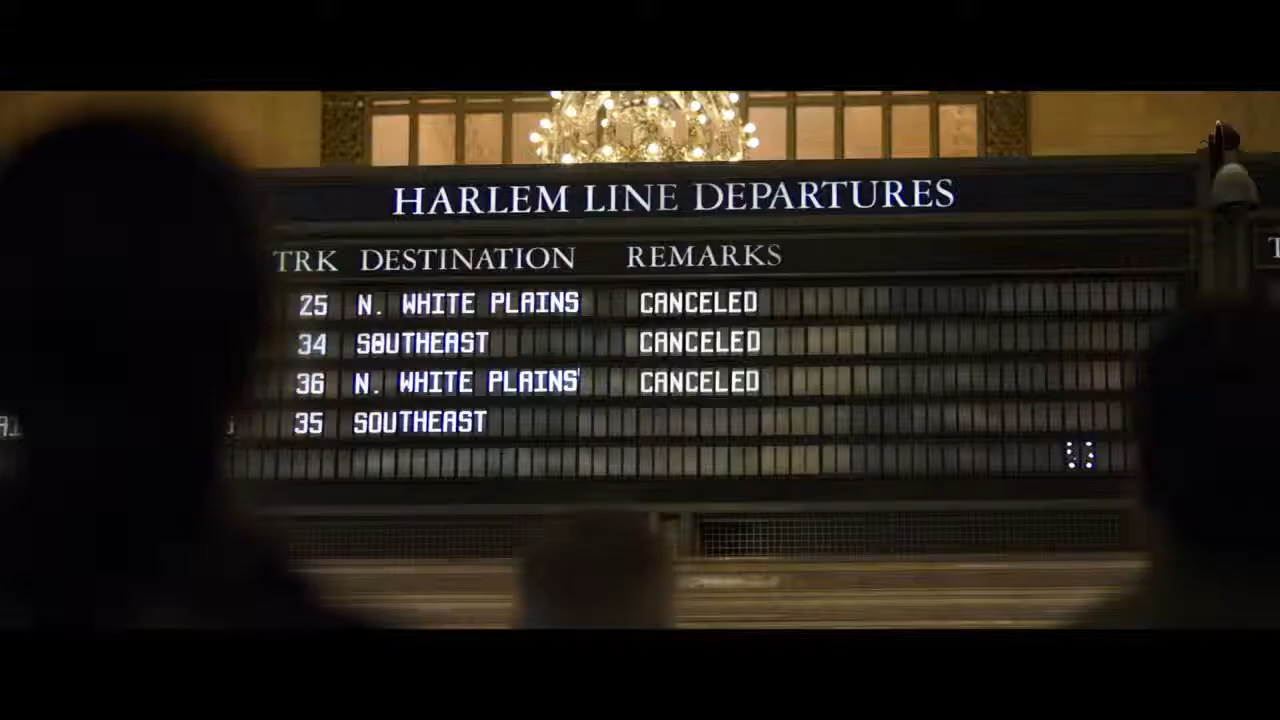 HARLEM LINE DEPARTURES
TRK DESTINATION REMARKS
25 N. WHITE PLAINS CANCELED
34 SOUTHEAST CANCELED
36 N. WHITE PLAINS CANCELED
35 SOUTHEAST